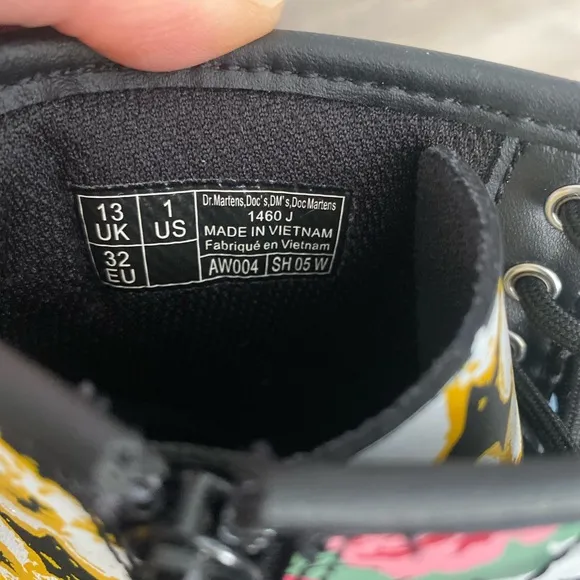 13 UK
1 US
32 EU
Dr.Martens,Doc's,DM's,Doc Martens
1460 J
MADE IN VIETNAM
Fabriqué en Vietnam
AW004
SH 05 W